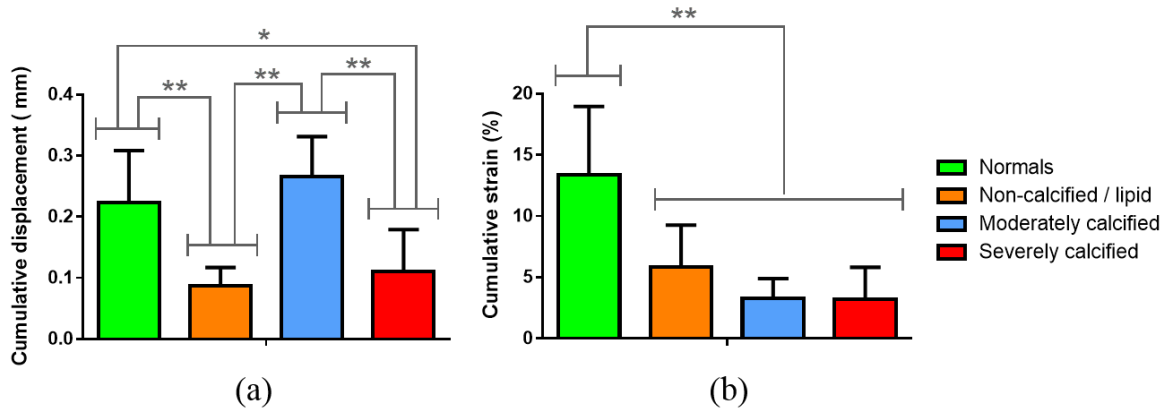 *
**
**
**
Cumulative displacement ( mm)
0.4
0.3
0.2
0.1
0.0
(a)
**
Cumulative strain (%)
20
15
10
5
0
(b)
Normals
Non-calcified / lipid
Moderately calcified
Severely calcified